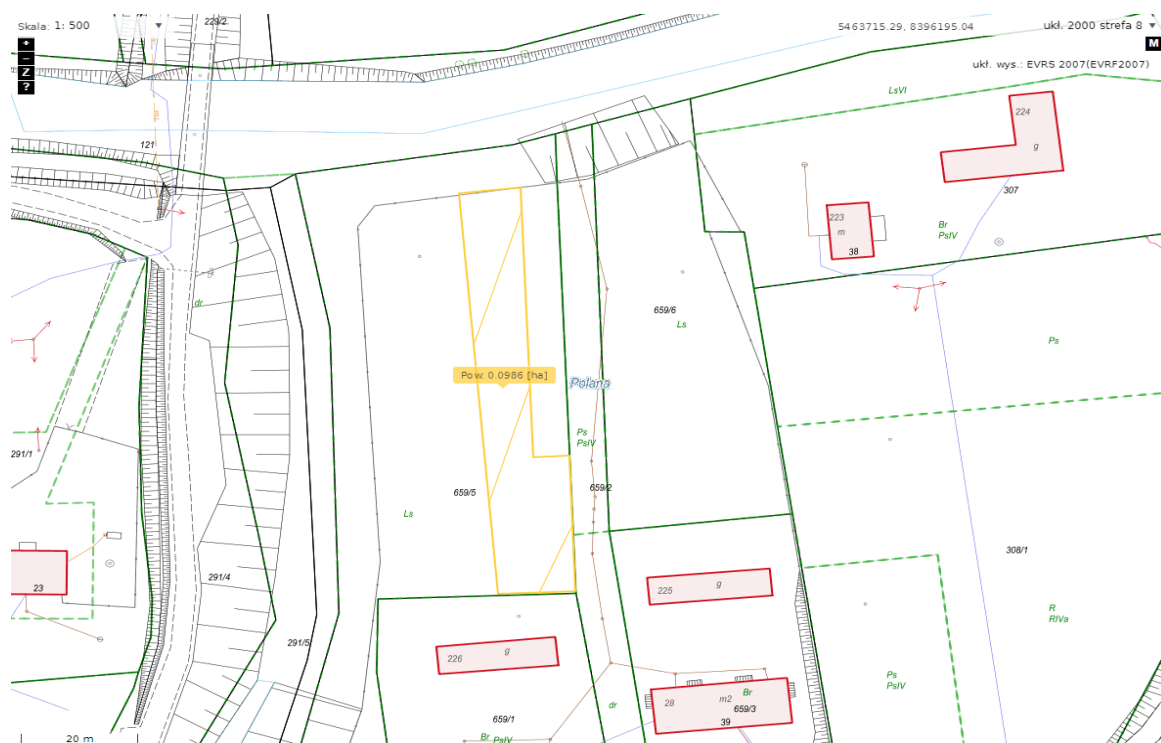 Skala: 1: 500
229/2
5463715.29, 8396195.04
ukł. 2000 strefa 8
+
−
Z
?
M
ukł. wys.: EVRS 2007(EVRF2007)
LsVI
224
g
121
307
223
m
38
Br
PsIV
dr
659/6
Ls
Ps
Pow: 0.0986 [ha]
Polana
Ps
PsIV
291/1
659/5
659/2
Ls
308/1
23
291/4
225
g
R
RIVa
291/5
226
g
Ps
PsIV
28
m2
Br
659/3
39
dr
659/1
Br
PsIV
20 m